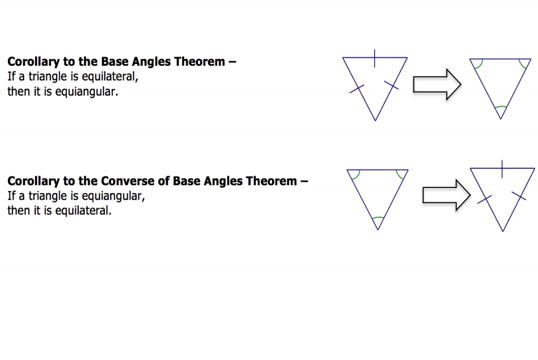 Corollary to the Base Angles Theorem –
If a triangle is equilateral,
then it is equiangular.
Corollary to the Converse of Base Angles Theorem –
If a triangle is equiangular,
then it is equilateral.